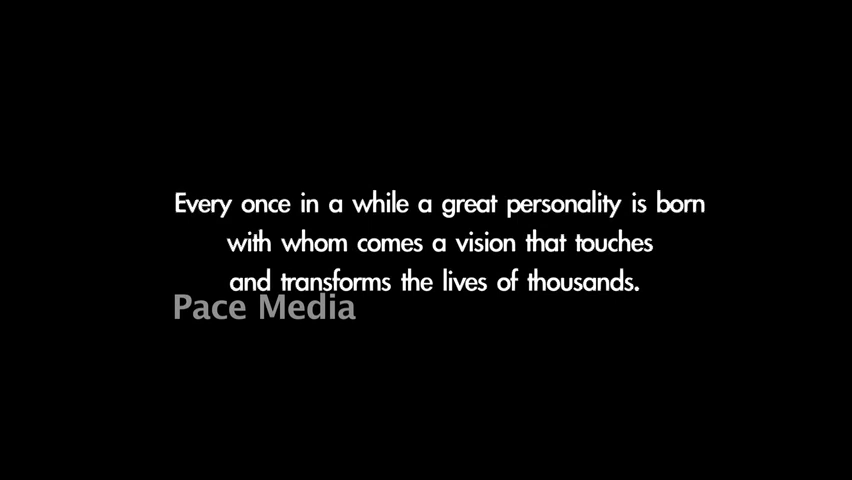 Every once in a while a great personality is born
with whom comes a vision that touches
and transforms the lives of thousands.
Pace Media